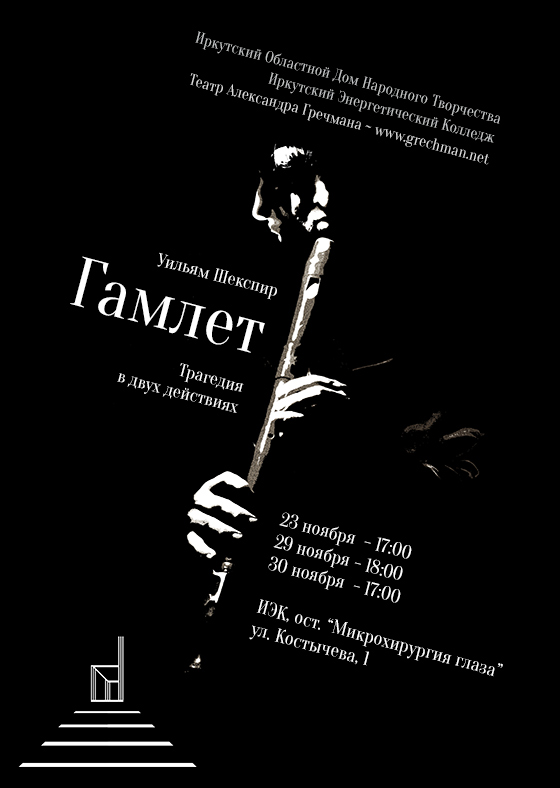 Иркутский Областной Дом Народного Творчества
Иркутский Энергетический Колледж
Театр Александра Гречмана - www.grechman.net
Уильям Шекспир
Гамлет
Трагедия
в двух действиях
23 ноября - 17:00
29 ноября - 18:00
30 ноября - 17:00
ИЭК, ост. “Микрохирургия глаза”
ул. Костычева, 1